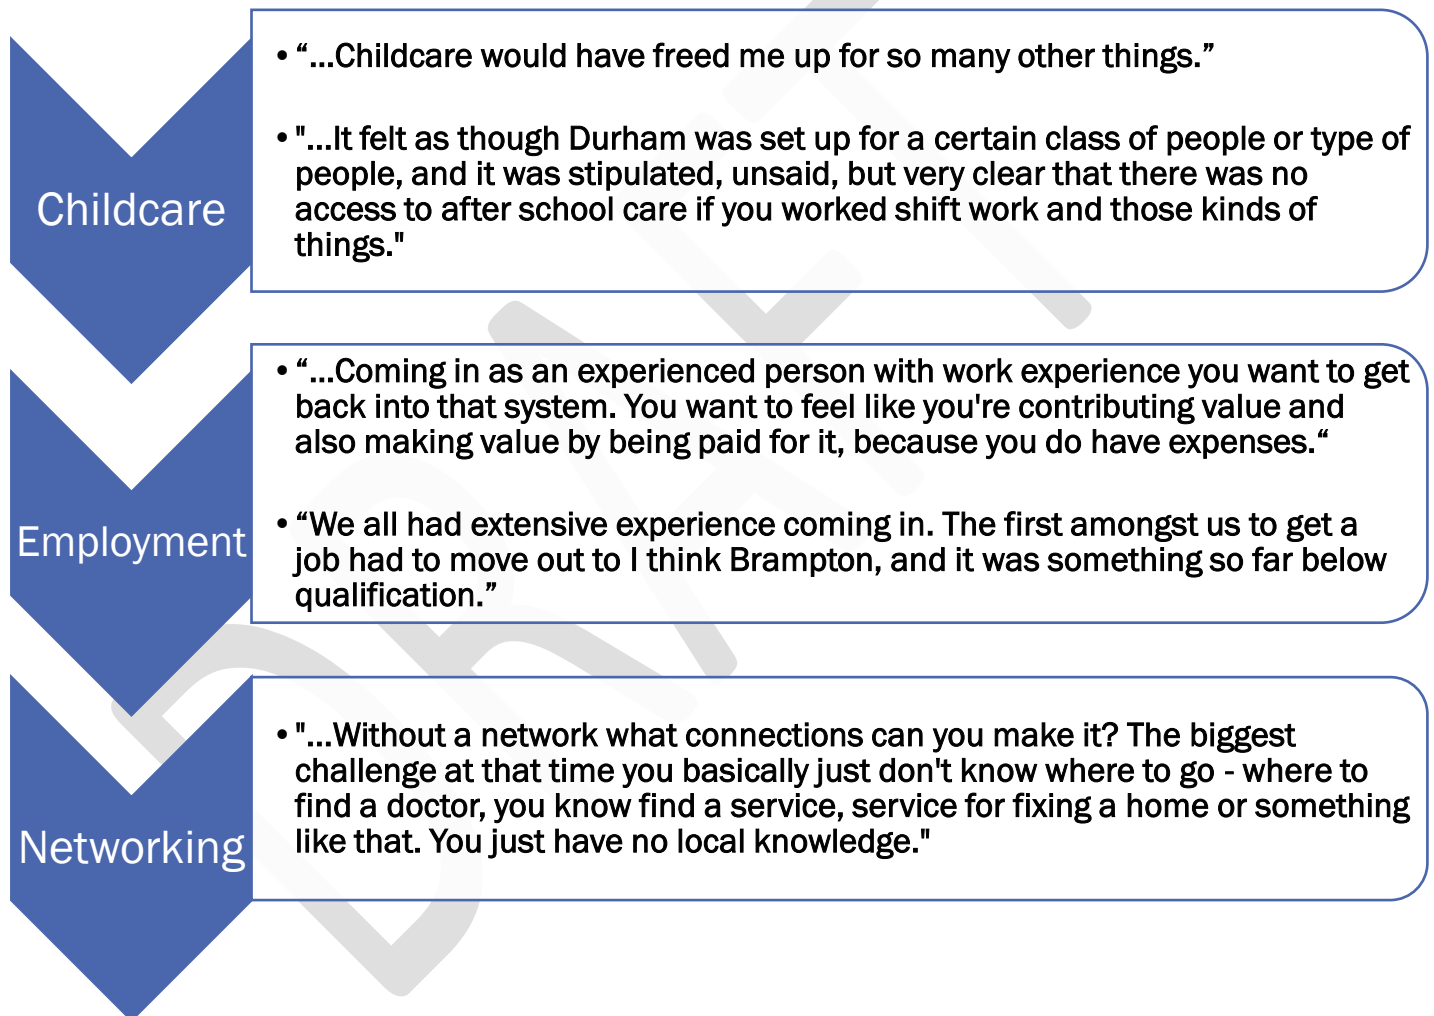 Childcare
• “...Childcare would have freed me up for so many other things.”
• "...It felt as though Durham was set up for a certain class of people or type of
people, and it was stipulated, unsaid, but very clear that there was no
access to after school care if you worked shift work and those kinds of
things."
Employment
• “...Coming in as an experienced person with work experience you want to get
back into that system. You want to feel like you're contributing value and
also making value by being paid for it, because you do have expenses.“
• “We all had extensive experience coming in. The first amongst us to get a
job had to move out to I think Brampton, and it was something so far below
qualification.”
Networking
• "...Without a network what connections can you make it? The biggest
challenge at that time you basically just don't know where to go - where to
find a doctor, you know find a service, service for fixing a home or something
like that. You just have no local knowledge."
DRAFT